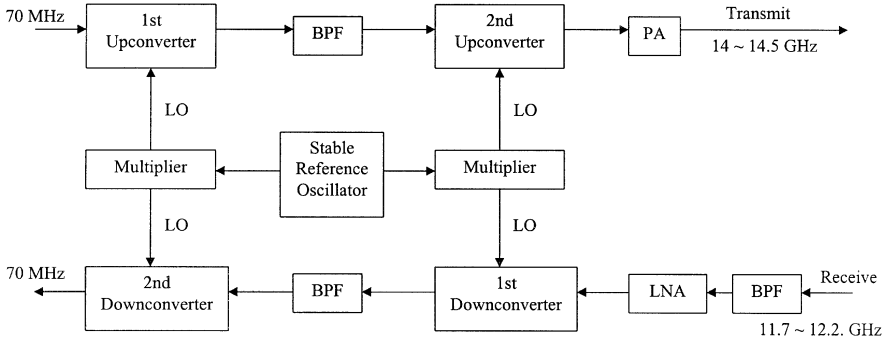 70 MHz
1st
Upconverter
BPF
2nd
Upconverter
PA
Transmit
14 ~ 14.5 GHz
LO
LO
Multiplier
Stable
Reference
Oscillator
Multiplier
LO
LO
70 MHz
2nd
Downconverter
BPF
1st
Downconverter
LNA
BPF
Receive
11.7 ~ 12.2. GHz